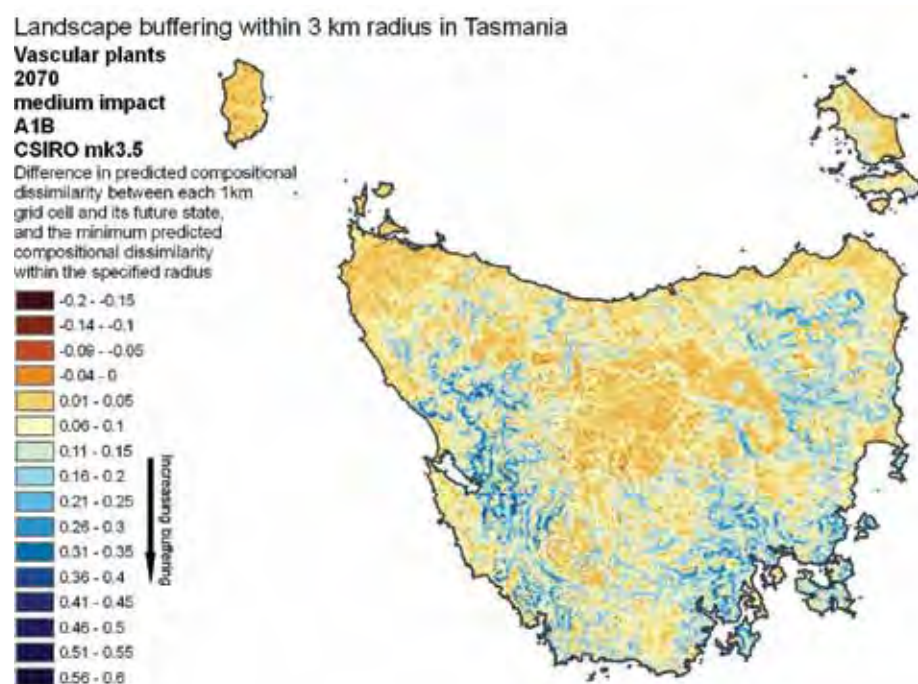 Landscape buffering within 3 km radius in Tasmania
Vascular plants
2070
medium impact
A1B
CSIRO mk3.5
Difference in predicted compositional
dissimilarity between each 1km
grid cell and its future state,
and the minimum predicted
compositional dissimilarity
within the specified radius
-0.2 - -0.15
-0.14 - -0.1
-0.09 - -0.05
-0.04 - 0
0.01 - 0.05
0.06 - 0.1
0.11 - 0.15
0.16 - 0.2
0.21 - 0.25
0.26 - 0.3
0.31 - 0.35
0.36 - 0.4
0.41 - 0.45
0.46 - 0.5
0.51 - 0.55
0.56 - 0.6
Increasing buffering